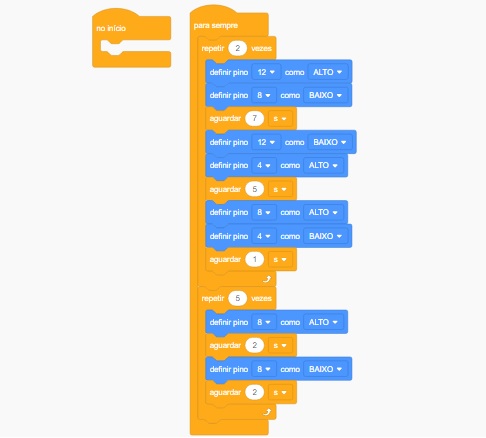 no início
para sempre
repetir 2 vezes
definir pino 12 como ALTO
definir pino 8 como BAIXO
aguardar 7 s
definir pino 12 como BAIXO
definir pino 4 como ALTO
aguardar 5 s
definir pino 8 como ALTO
definir pino 4 como BAIXO
aguardar 1 s
repetir 5 vezes
definir pino 8 como ALTO
aguardar 2 s
definir pino 8 como BAIXO
aguardar 2 s